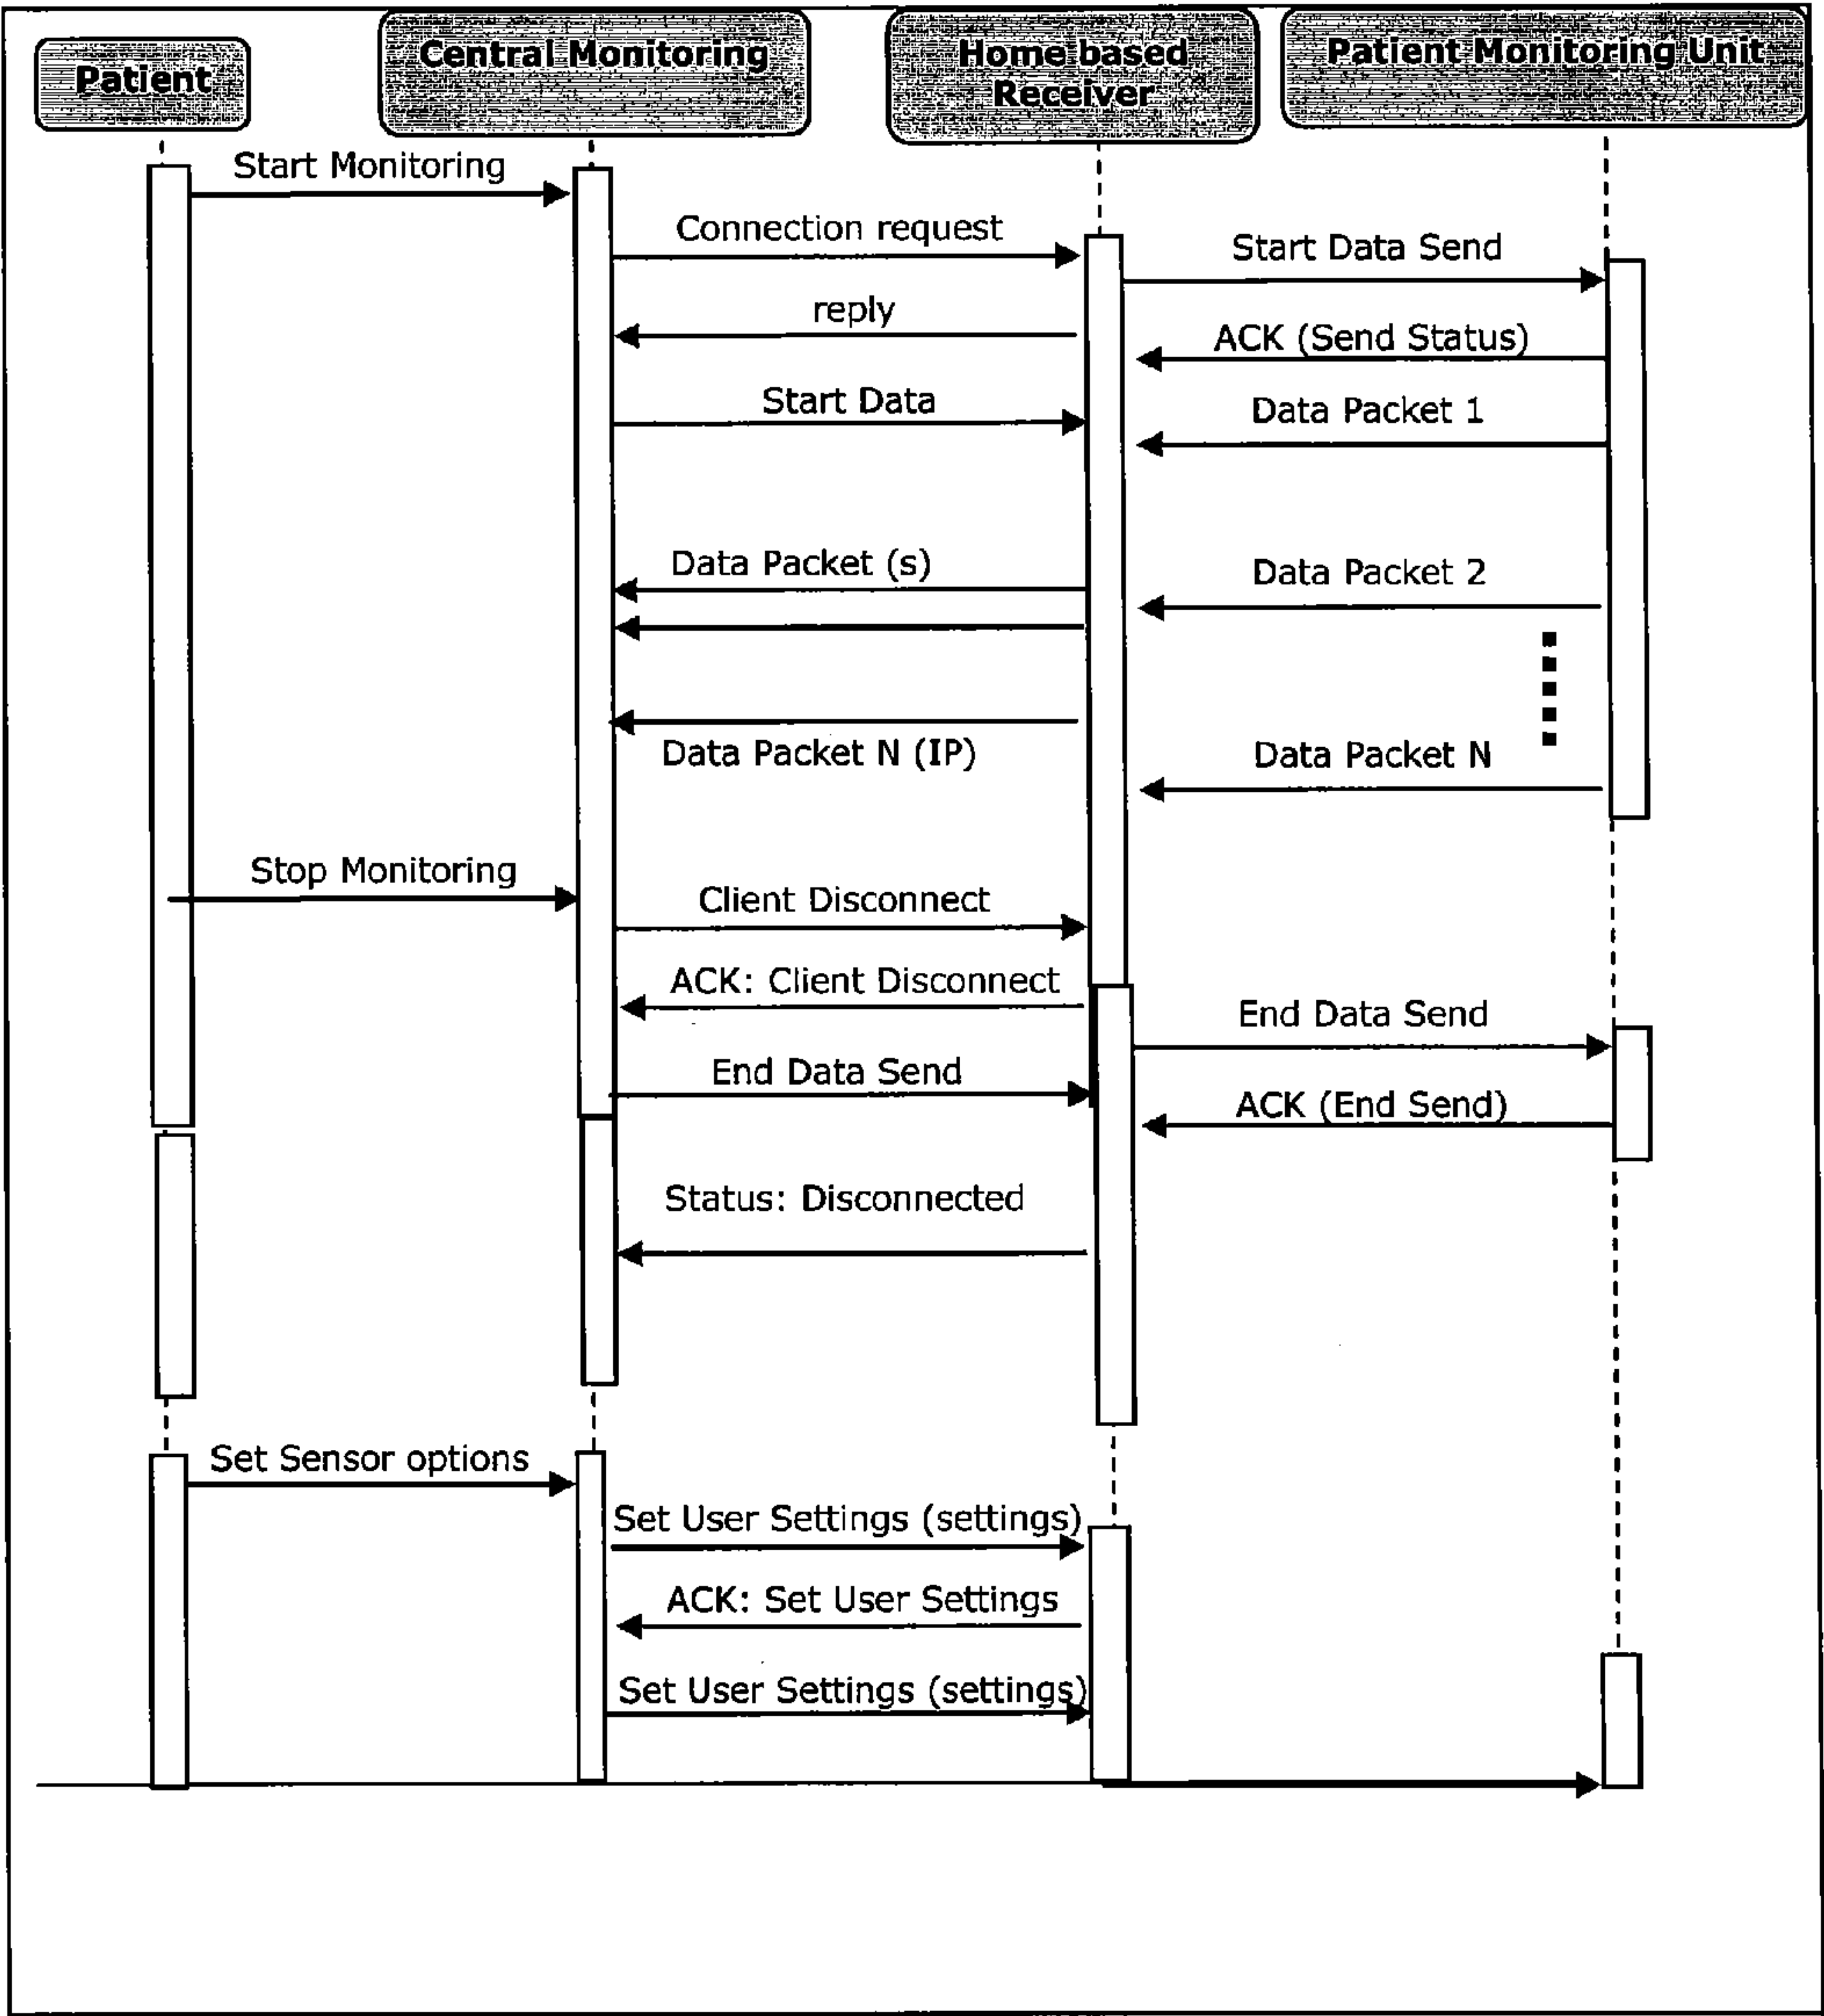 Patient
Central Monitoring
Home based
Receiver
Patient Monitoring Unit
Start Monitoring
Connection request
Start Data Send
reply
ACK (Send Status)
Start Data
Data Packet 1
Data Packet (s)
Data Packet 2
Data Packet N (IP)
Data Packet N
Stop Monitoring
Client Disconnect
ACK: Client Disconnect
End Data Send
End Data Send
ACK (End Send)
Status: Disconnected
Set Sensor options
Set User Settings (settings)
ACK: Set User Settings
Set User Settings (settings)